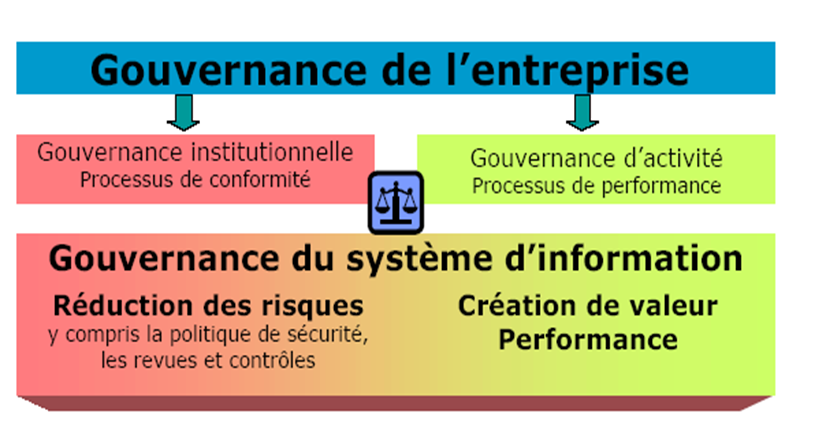 Gouvernance de l’entreprise
Gouvernance institutionnelle
Processus de conformité
Gouvernance d’activité
Processus de performance
Gouvernance du système d’information
Réduction des risques
y compris la politique de sécurité,
les revues et contrôles
Création de valeur
Performance